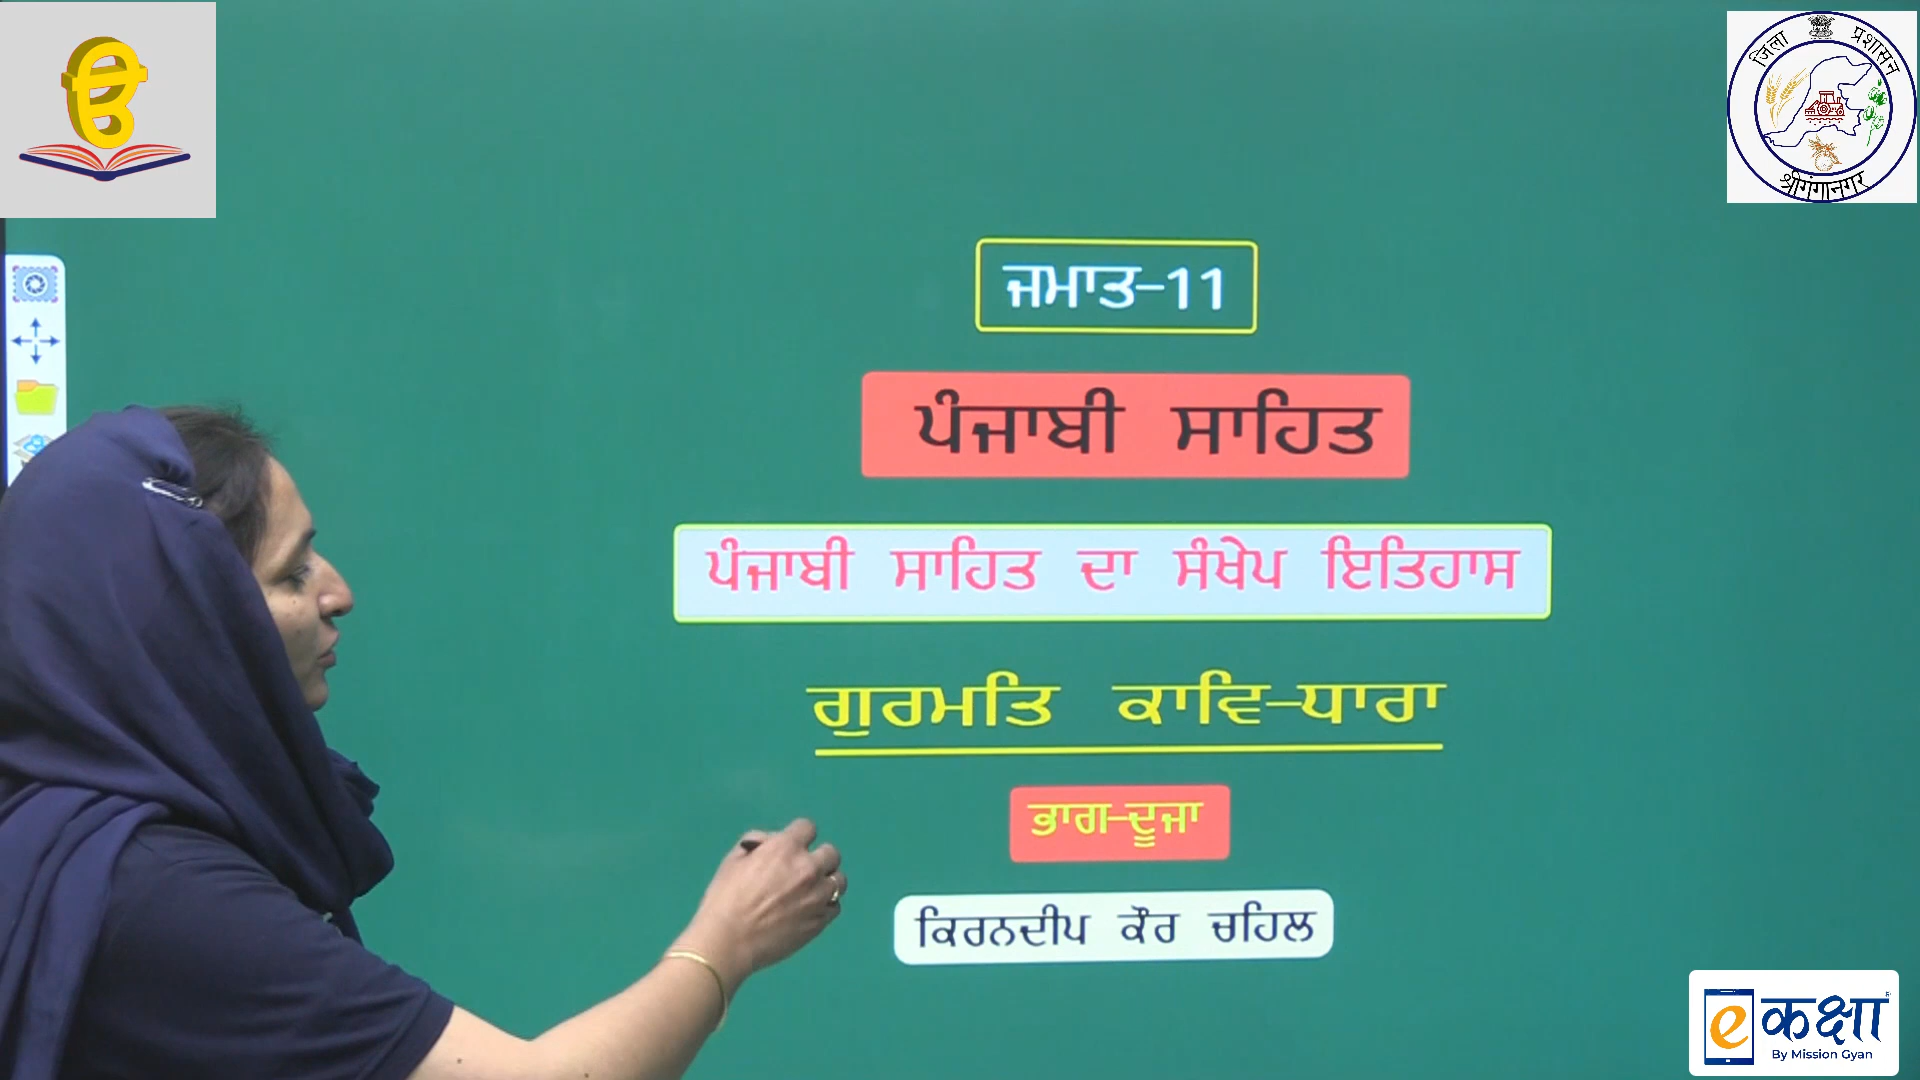 जिला प्रशासन
श्रीगंगानगर
ਜਮਾਤ-11
ਪੰਜਾਬੀ ਸਾਹਿਤ
ਪੰਜਾਬੀ ਸਾਹਿਤ ਦਾ ਸੰਖੇਪ ਇਤਿਹਾਸ
ਗੁਰਮਤਿ ਕਾਵਿ-ਧਾਰਾ
ਭਾਗ-ਦੂਜਾ
ਕਿਰਨਦੀਪ ਕੌਰ ਚਹਿਲ
e कक्षा
By Mission Gyan